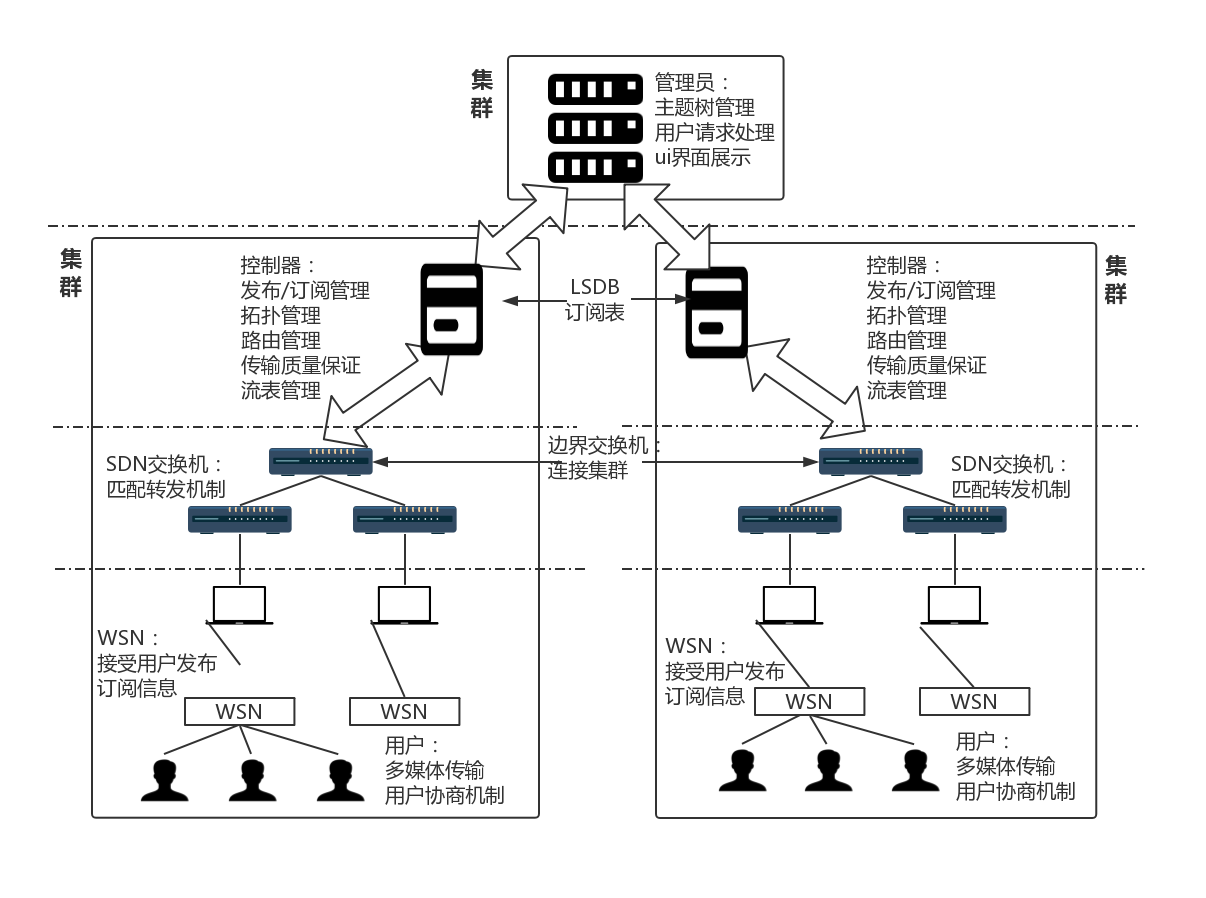 集
群
管理员：
主题树管理
用户请求处理
ui界面展示
集
群
控制器：
发布/订阅管理
拓扑管理
路由管理
传输质量保证
流表管理
LSDB
订阅表
控制器：
发布/订阅管理
拓扑管理
路由管理
传输质量保证
流表管理
集
群
SDN交换机：
匹配转发机制
边界交换机：
连接集群
SDN交换机：
匹配转发机制
WSN：
接受用户发布
订阅信息
WSN
WSN
用户：
多媒体传输
用户协商机制
WSN：
接受用户发布
订阅信息
WSN
WSN
用户：
多媒体传输
用户协商机制